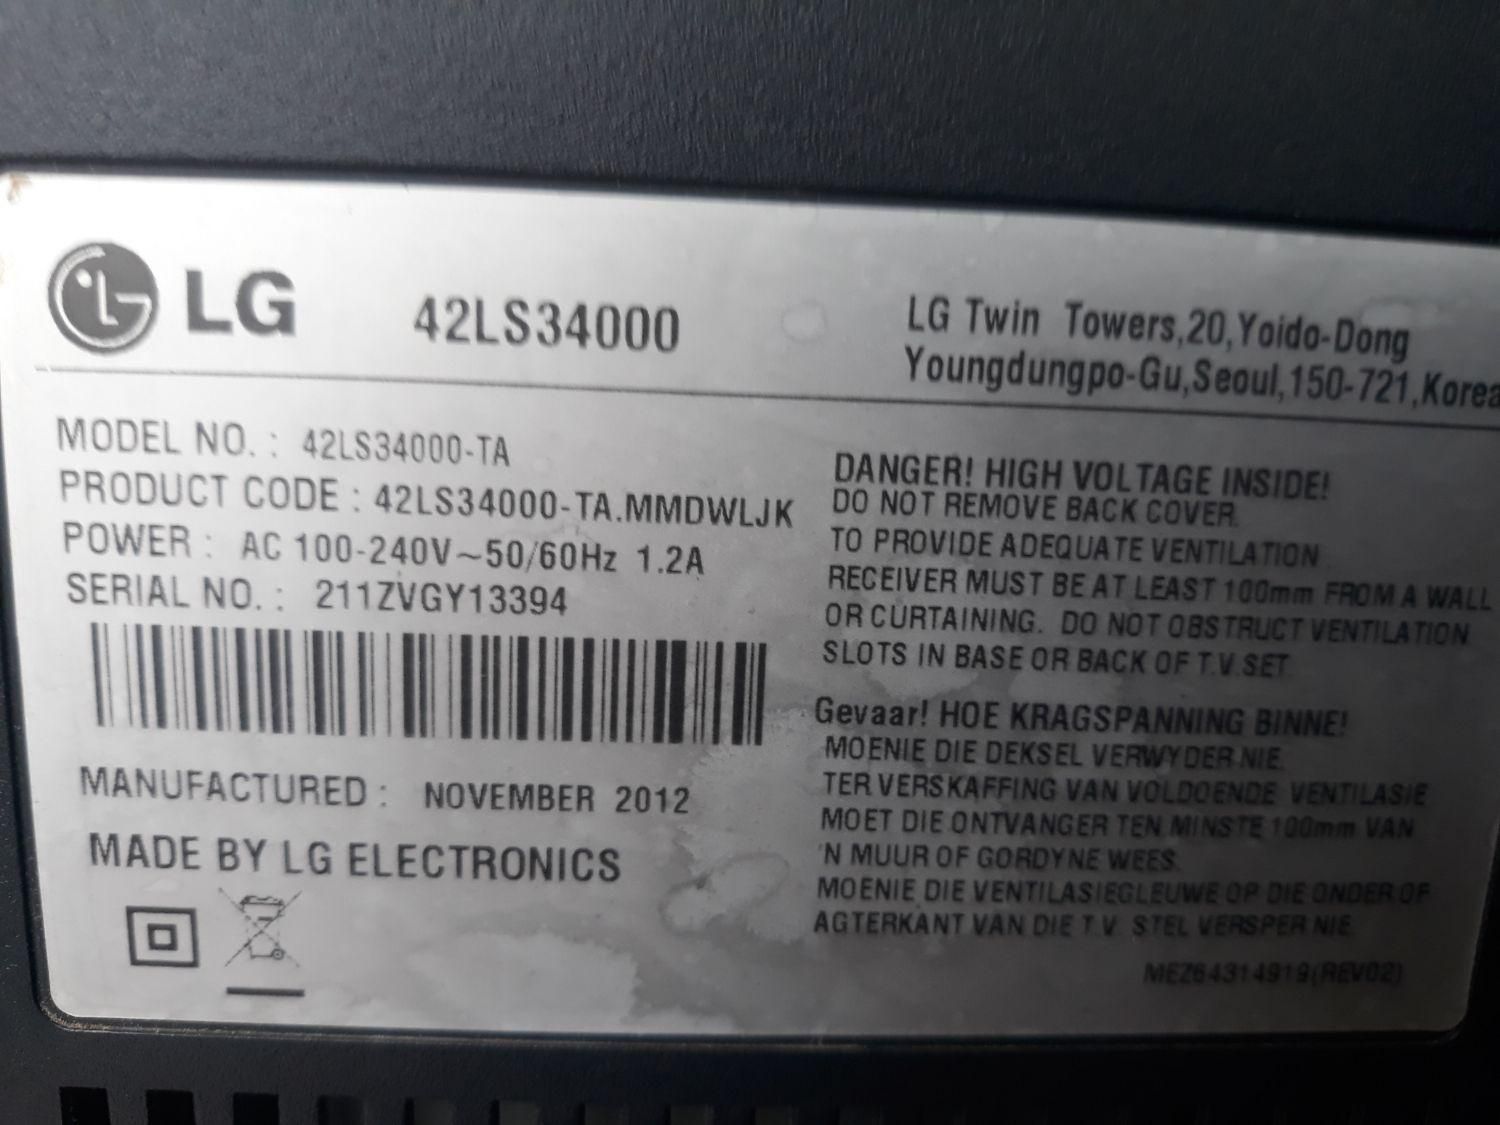 LG
42LS34000
LG Twin Towers,20,Yoido-Dong
Youngdungpo-Gu,Seoul,150-721,Korea
MODEL NO. : 42LS34000-TA
PRODUCT CODE : 42LS34000-TA.MMDWLJK
POWER : AC 100-240V~50/60Hz 1.2A
SERIAL NO. : 211ZVGY13394
MANUFACTURED : NOVEMBER 2012
MADE BY LG ELECTRONICS
DANGER! HIGH VOLTAGE INSIDE!
DO NOT REMOVE BACK COVER.
TO PROVIDE ADEQUATE VENTILATION
RECEIVER MUST BE AT LEAST 100mm FROM A WALL
OR CURTAINING. DO NOT OBSTRUCT VENTILATION
SLOTS IN BASE OR BACK OF T.V.SET.
Gevaar! HOE KRAGSPANNING BINNE!
MOENIE DIE DEKSEL VERWYDER NIE.
TER VERSKAFFING VAN VOLDOENDE VENTILASIE
MOET DIE ONTVANGER TEN MINSTE 100mm VAN
'N MUUR OF GORDYNE WEES.
MOENIE DIE VENTILASIEGLEUWE OP DIE ONDER OF
AGTERKANT VAN DIE T.V. STEL VERSPER NIE.
MEZ64314919(REV02)